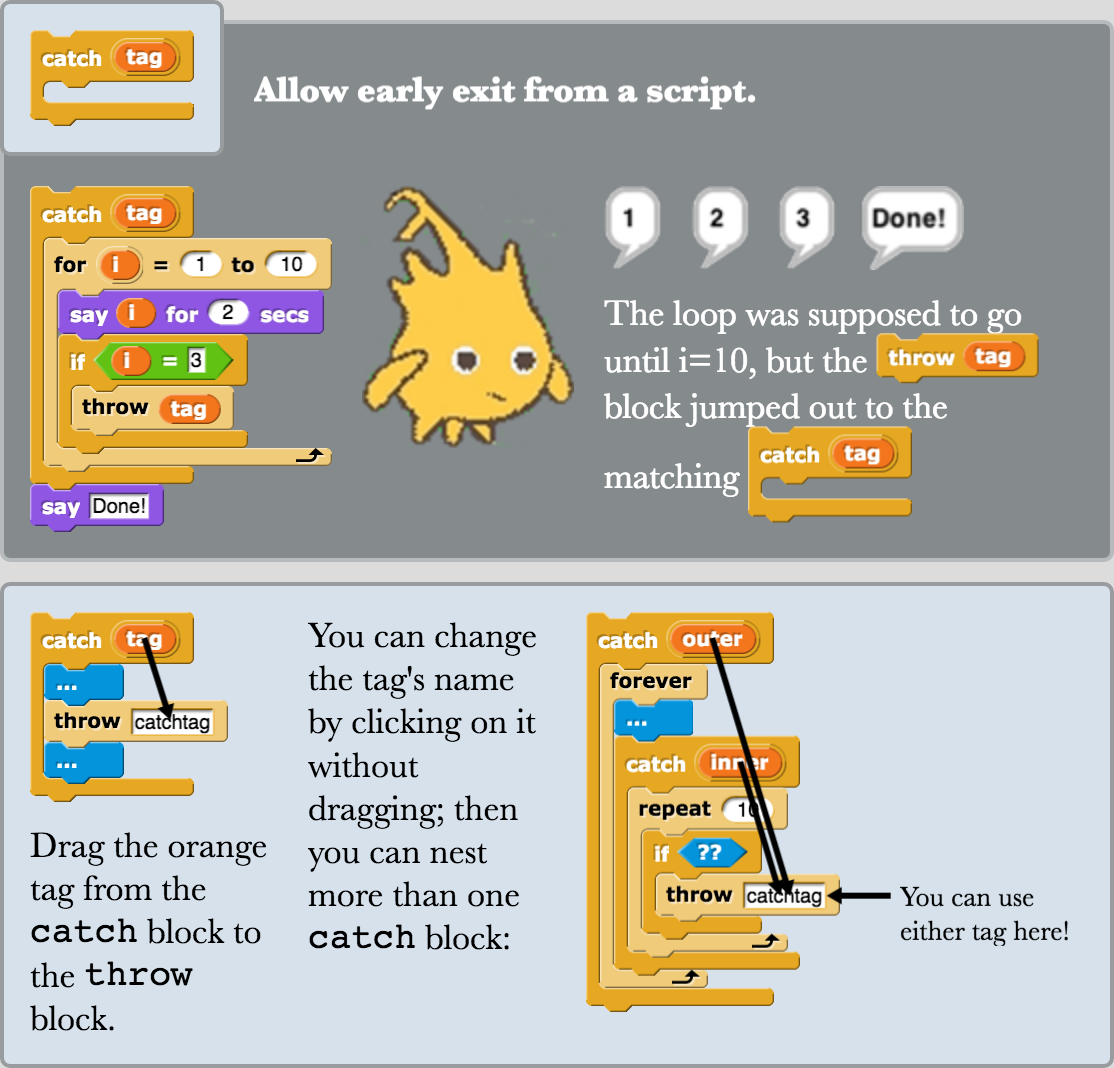 catch tag
Allow early exit from a script.
catch tag
for i = 1 to 10
say i for 2 secs
if i = 3
throw tag
say Done!
1 2 3 Done!
The loop was supposed to go
until i=10, but the throw tag
block jumped out to the
matching catch tag
catch tag
...
throw catchtag
...
Drag the orange
tag from the
catch block to
the throw
block.
You can change
the tag's name
by clicking on it
without
dragging; then
you can nest
more than one
catch block:
catch outer
forever
...
catch inner
repeat 10
if ??
throw catchtag
You can use
either tag here!